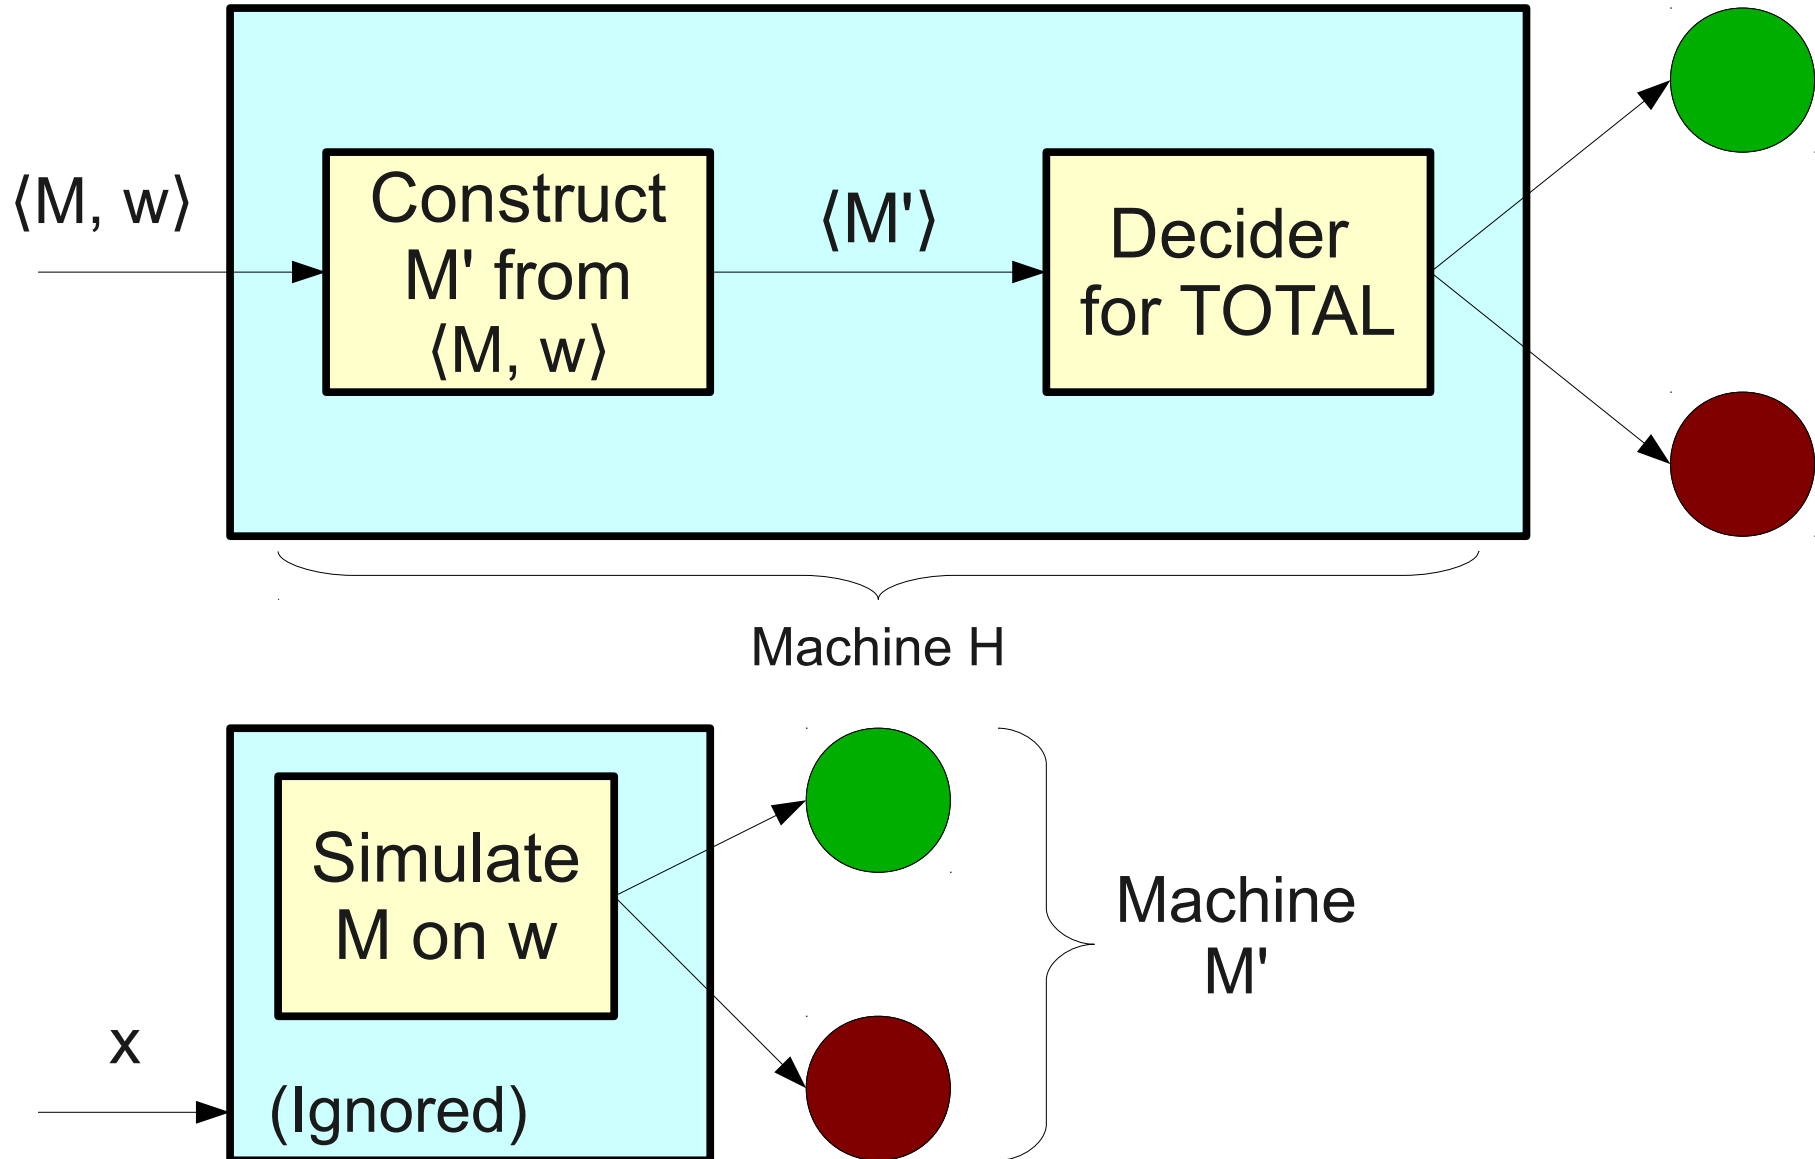 ⟨M, w⟩
Construct
M' from
⟨M, w⟩
⟨M'⟩
Decider
for TOTAL
Machine H
Simulate
M on w
x
(Ignored)
Machine
M'